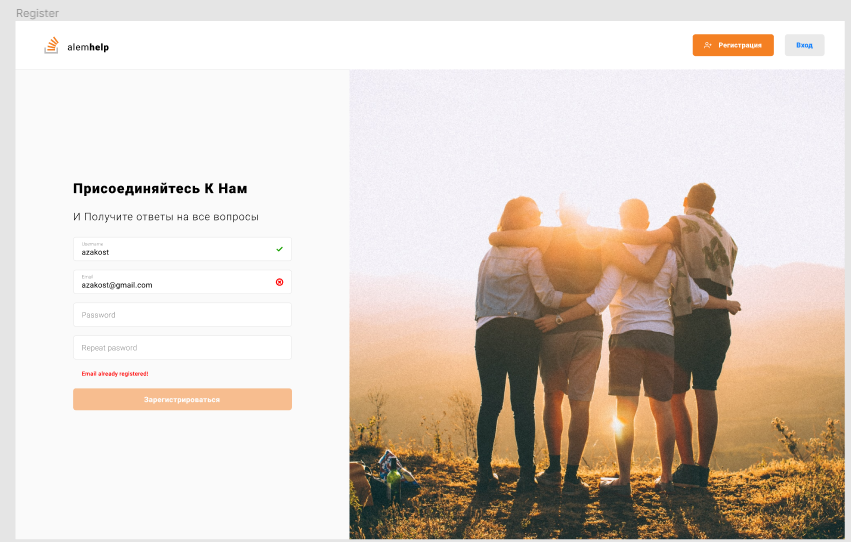 Register
alemhelp
Регистрация
Вход
Присоединяйтесь К Нам
И Получите ответы на все вопросы
Username
azakost
Email
azakost@gmail.com
Password
Repeat pasword
Email already registered!
Зарегистрироваться